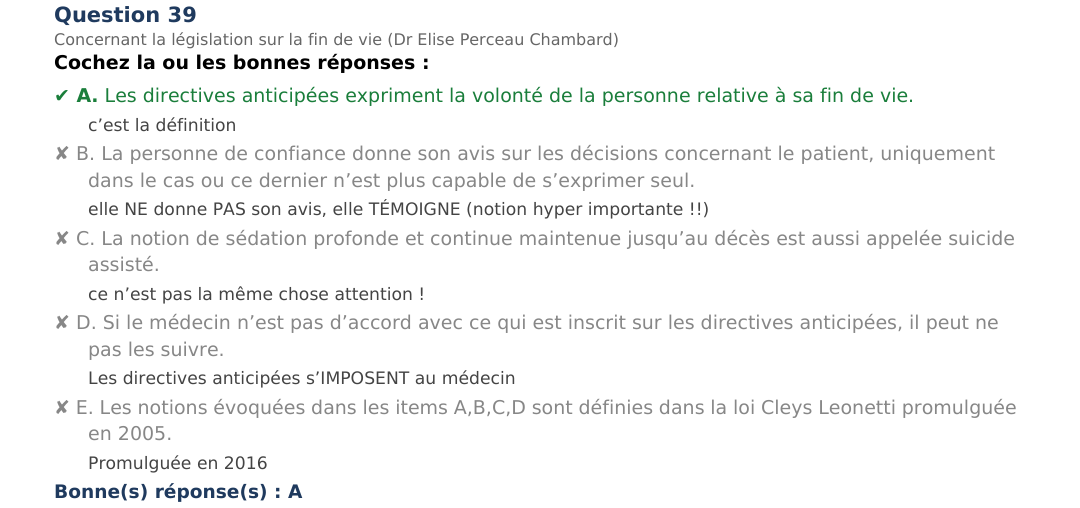 Question 39
Concernant la législation sur la fin de vie (Dr Elise Perceau Chambard)
Cochez la ou les bonnes réponses :
✔ A. Les directives anticipées expriment la volonté de la personne relative à sa fin de vie.
c’est la définition
✘ B. La personne de confiance donne son avis sur les décisions concernant le patient, uniquement
dans le cas ou ce dernier n’est plus capable de s’exprimer seul.
elle NE donne PAS son avis, elle TÉMOIGNE (notion hyper importante !!)
✘ C. La notion de sédation profonde et continue maintenue jusqu’au décès est aussi appelée suicide
assisté.
ce n’est pas la même chose attention !
✘ D. Si le médecin n’est pas d’accord avec ce qui est inscrit sur les directives anticipées, il peut ne
pas les suivre.
Les directives anticipées s’IMPOSENT au médecin
✘ E. Les notions évoquées dans les items A,B,C,D sont définies dans la loi Cleys Leonetti promulguée
en 2005.
Promulguée en 2016
Bonne(s) réponse(s) : A